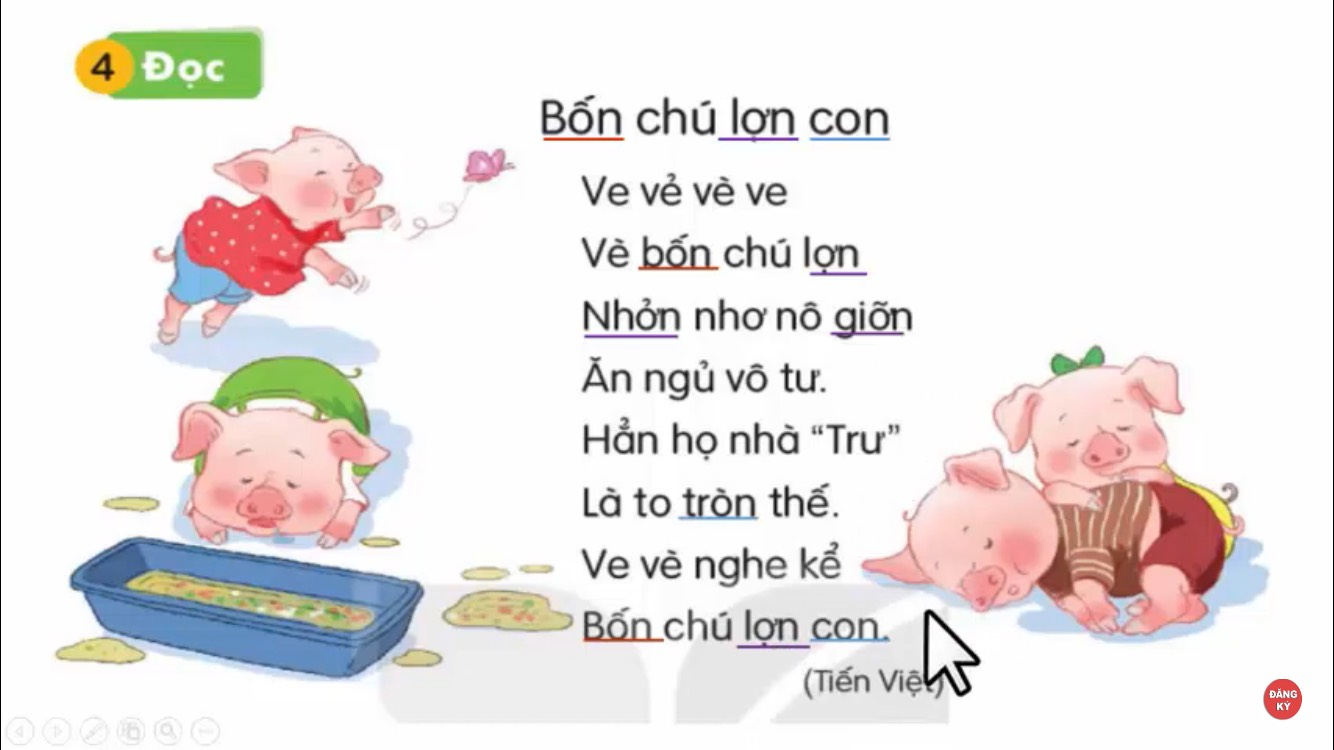 4 Đọc
Bốn chú lợn con
Ve vẻ vè ve
Vè bốn chú lợn
Nhởn nhơ nô giỡn
Ăn ngủ vô tư.
Hẳn họ nhà “Trư”
Là to tròn thế.
Ve vè nghe kể
Bốn chú lợn con.
(Tiến Việt)
ĐĂNG
KÝ